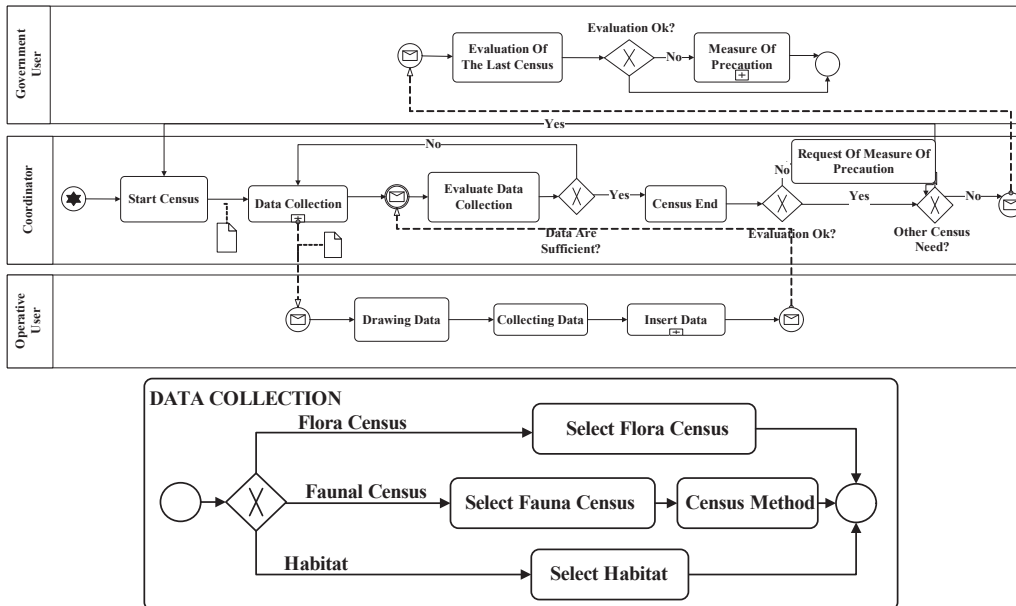 Government
User
Evaluation Of
The Last Census
Evaluation Ok?
No
Measure Of
Precaution
Yes
Coordinator
Start Census
Data Collection
No
Evaluate Data
Collection
Data Are
Sufficient?
Yes
Census End
Evaluation Ok?
No
Request Of Measure Of
Precaution
Yes
Other Census
Need?
No
Operative
User
Drawing Data
Collecting Data
Insert Data
DATA COLLECTION
Flora Census
Select Flora Census
Faunal Census
Select Fauna Census
Census Method
Habitat
Select Habitat